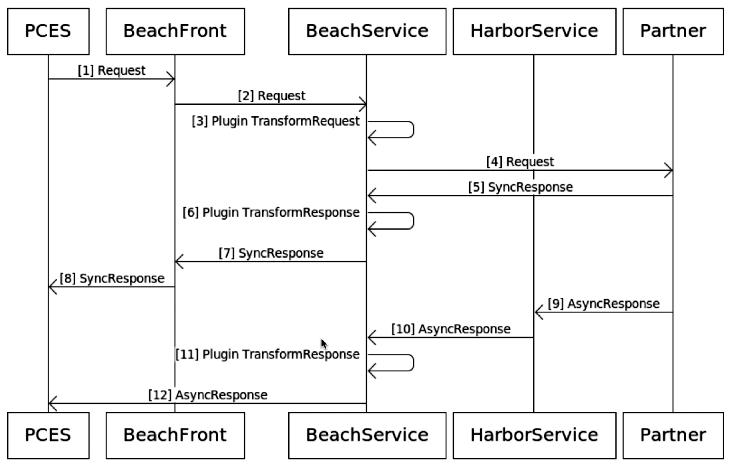 PCES BeachFront BeachService HarborService Partner
[1] Request
[2] Request
[3] Plugin TransformRequest
[4] Request
[5] SyncResponse
[6] Plugin TransformResponse
[7] SyncResponse
[8] SyncResponse
[9] AsyncResponse
[10] AsyncResponse
[11] Plugin TransformResponse
[12] AsyncResponse
PCES BeachFront BeachService HarborService Partner